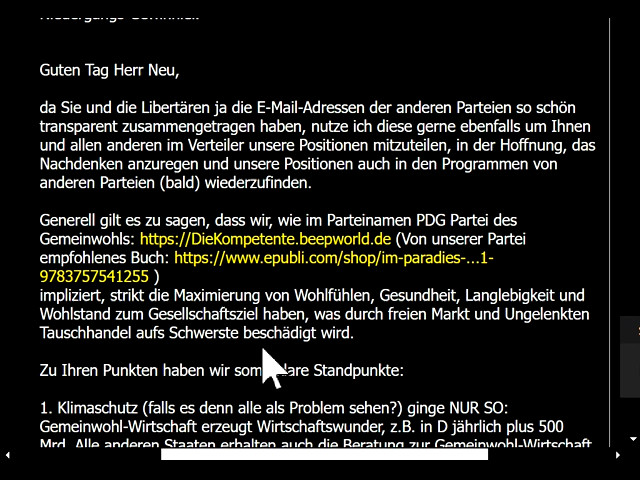 Guten Tag Herr Neu,
da Sie und die Libertären ja die E-Mail-Adressen der anderen Parteien so schön
transparent zusammengetragen haben, nutze ich diese gerne ebenfalls um Ihnen
und allen anderen im Verteiler unsere Positionen mitzuteilen, in der Hoffnung, das
Nachdenken anzuregen und unsere Positionen auch in den Programmen von
anderen Parteien (bald) wiederzufinden.
Generell gilt es zu sagen, dass wir, wie im Parteinamen PDG Partei des
Gemeinwohls: https://DieKompetente.beepworld.de (Von unserer Partei
empfohlenes Buch: https://www.epubli.com/shop/im-paradies-...1-
9783757541255 )
impliziert, strikt die Maximierung von Wohlfühlen, Gesundheit, Langlebigkeit und
Wohlstand zum Gesellschaftsziel haben, was durch freien Markt und Ungelenkten
Tauschhandel aufs Schwerste beschädigt wird.
Zu Ihren Punkten haben wir Standpunkte:
1. Klimaschutz (falls es denn alle als Problem sehen?) ginge NUR SO:
Gemeinwohl-Wirtschaft erzeugt Wirtschaftswunder, z.B. in D jährlich plus 500
Mrd. Alle anderen Staaten erhalten auch die Beratung zur Gemeinwohl-Wirtschaft